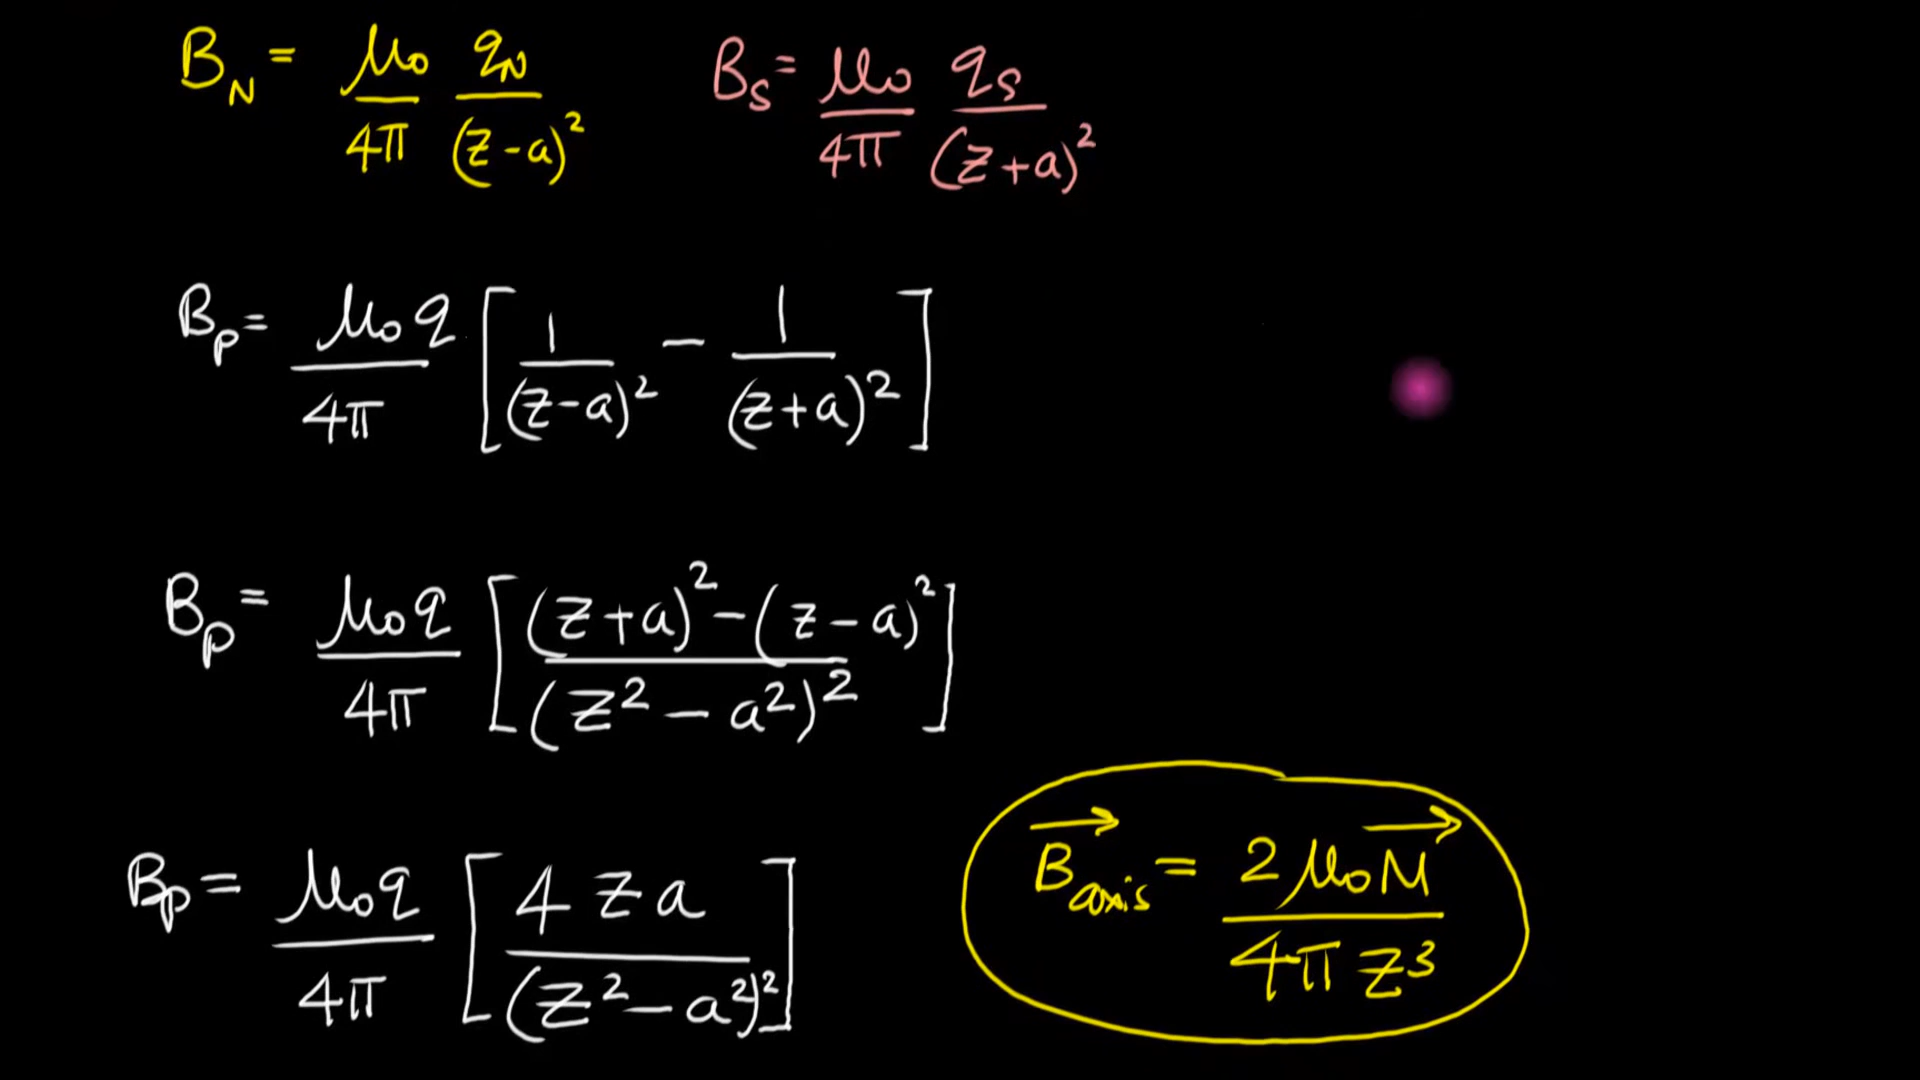 B_N = μ₀/4π q_N/(z-a)²
B_S = μ₀/4π q_S/(z+a)²
B_p = μ₀q/4π [1/(z-a)² - 1/(z+a)²]
B_p = μ₀q/4π [(z+a)² - (z-a)²/(z² - a²)²]
B_p = μ₀q/4π [4za/(z² - a²)²]
B⃗_axis = 2μ₀M⃗/4πz³